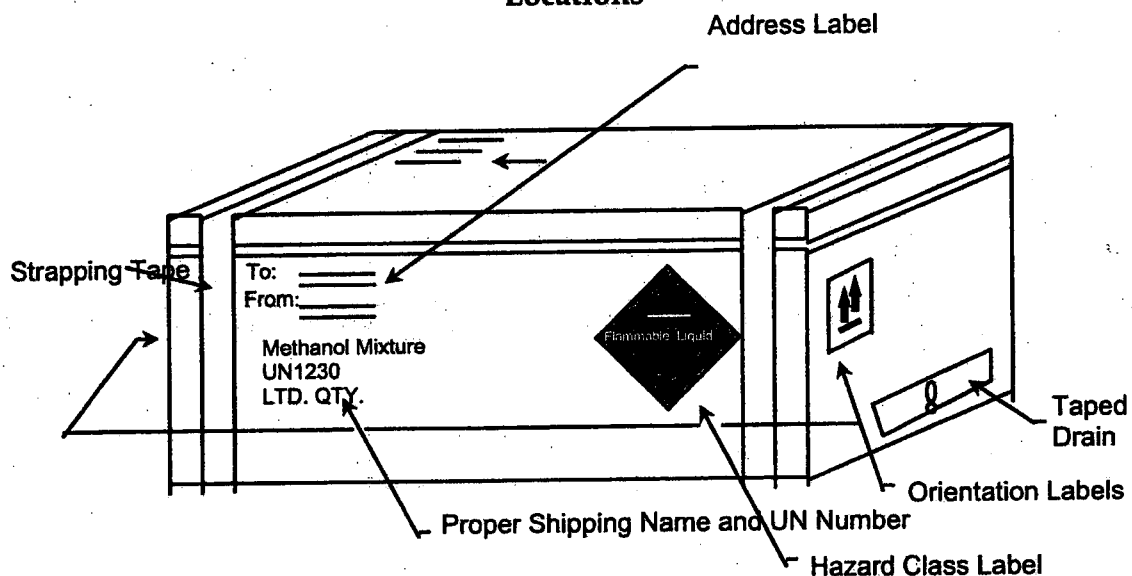 Locations
Address Label
Strapping Tape
To:
From:
Methanol Mixture
UN1230
LTD. QTY.
Flammable Liquid
Taped
Drain
Orientation Labels
Proper Shipping Name and UN Number
Hazard Class Label